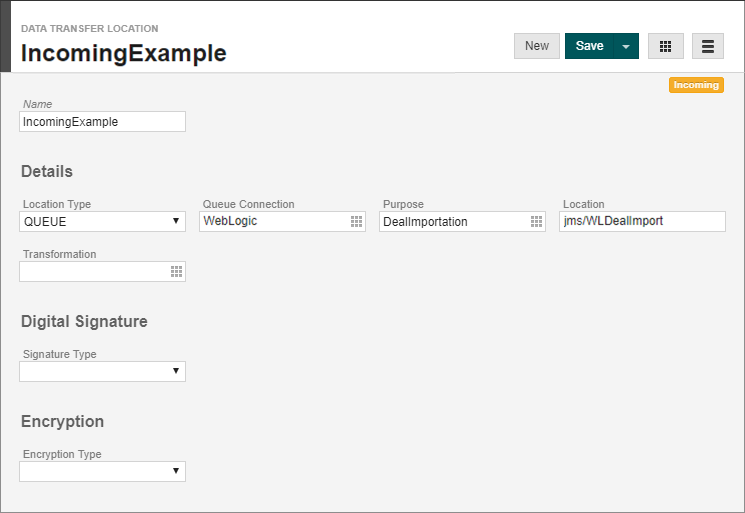 DATA TRANSFER LOCATION
IncomingExample
New
Save
Incoming
Name
IncomingExample
Details
Location Type
Queue Connection
Purpose
Location
QUEUE
WebLogic
DealImportation
jms/WLDealImport
Transformation
Digital Signature
Signature Type
Encryption
Encryption Type